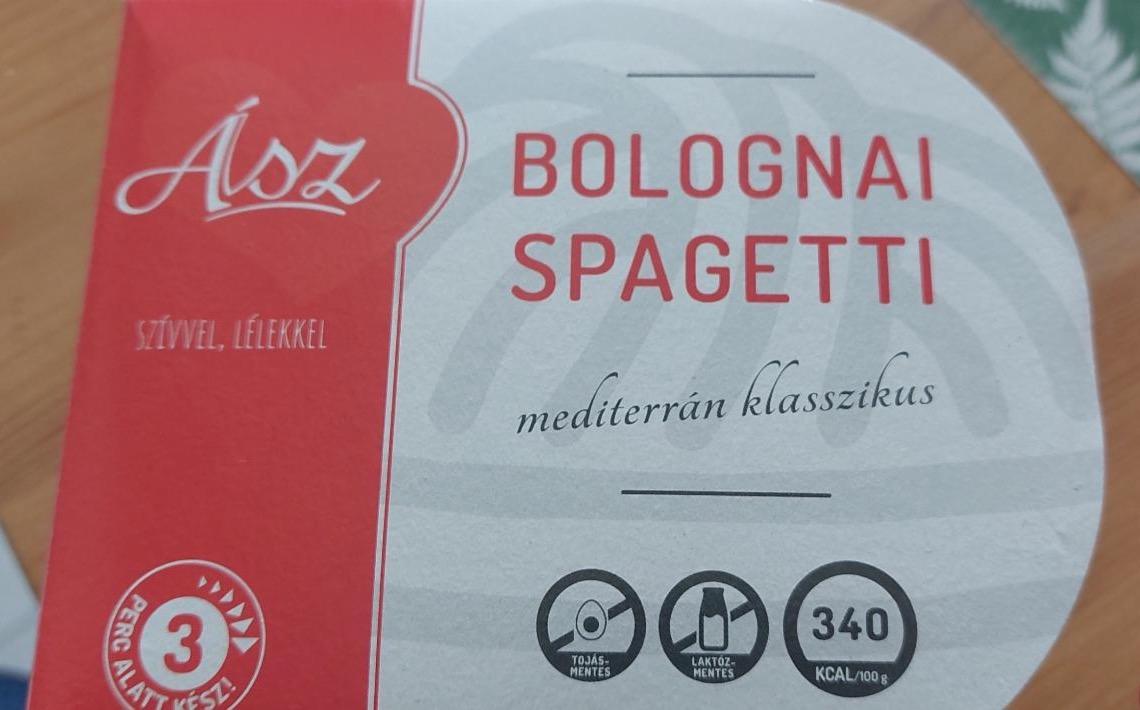 Ász
SZÍVVEL, LÉLEKKEL
3
PERC ALATT KÉSZ!
BOLOGNAI
SPAGETTI
mediterrán klasszikus
TOJÁS-
MENTES
LAKTÓZ-
MENTES
340
KCAL/100 g